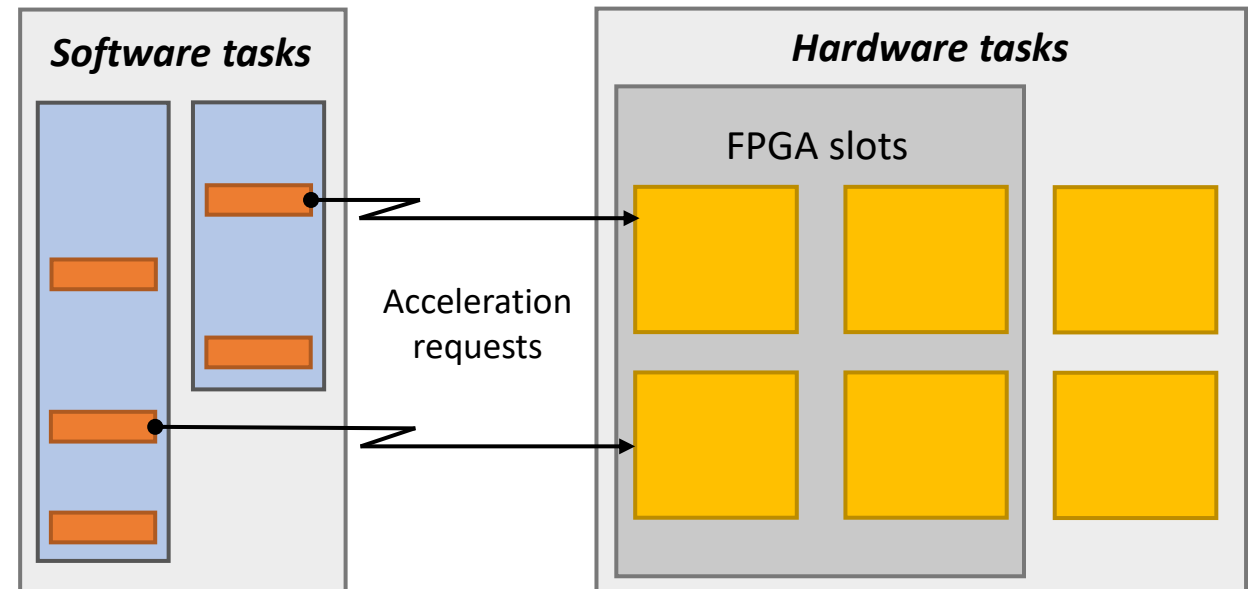 Software tasks
Hardware tasks
FPGA slots
Acceleration
requests